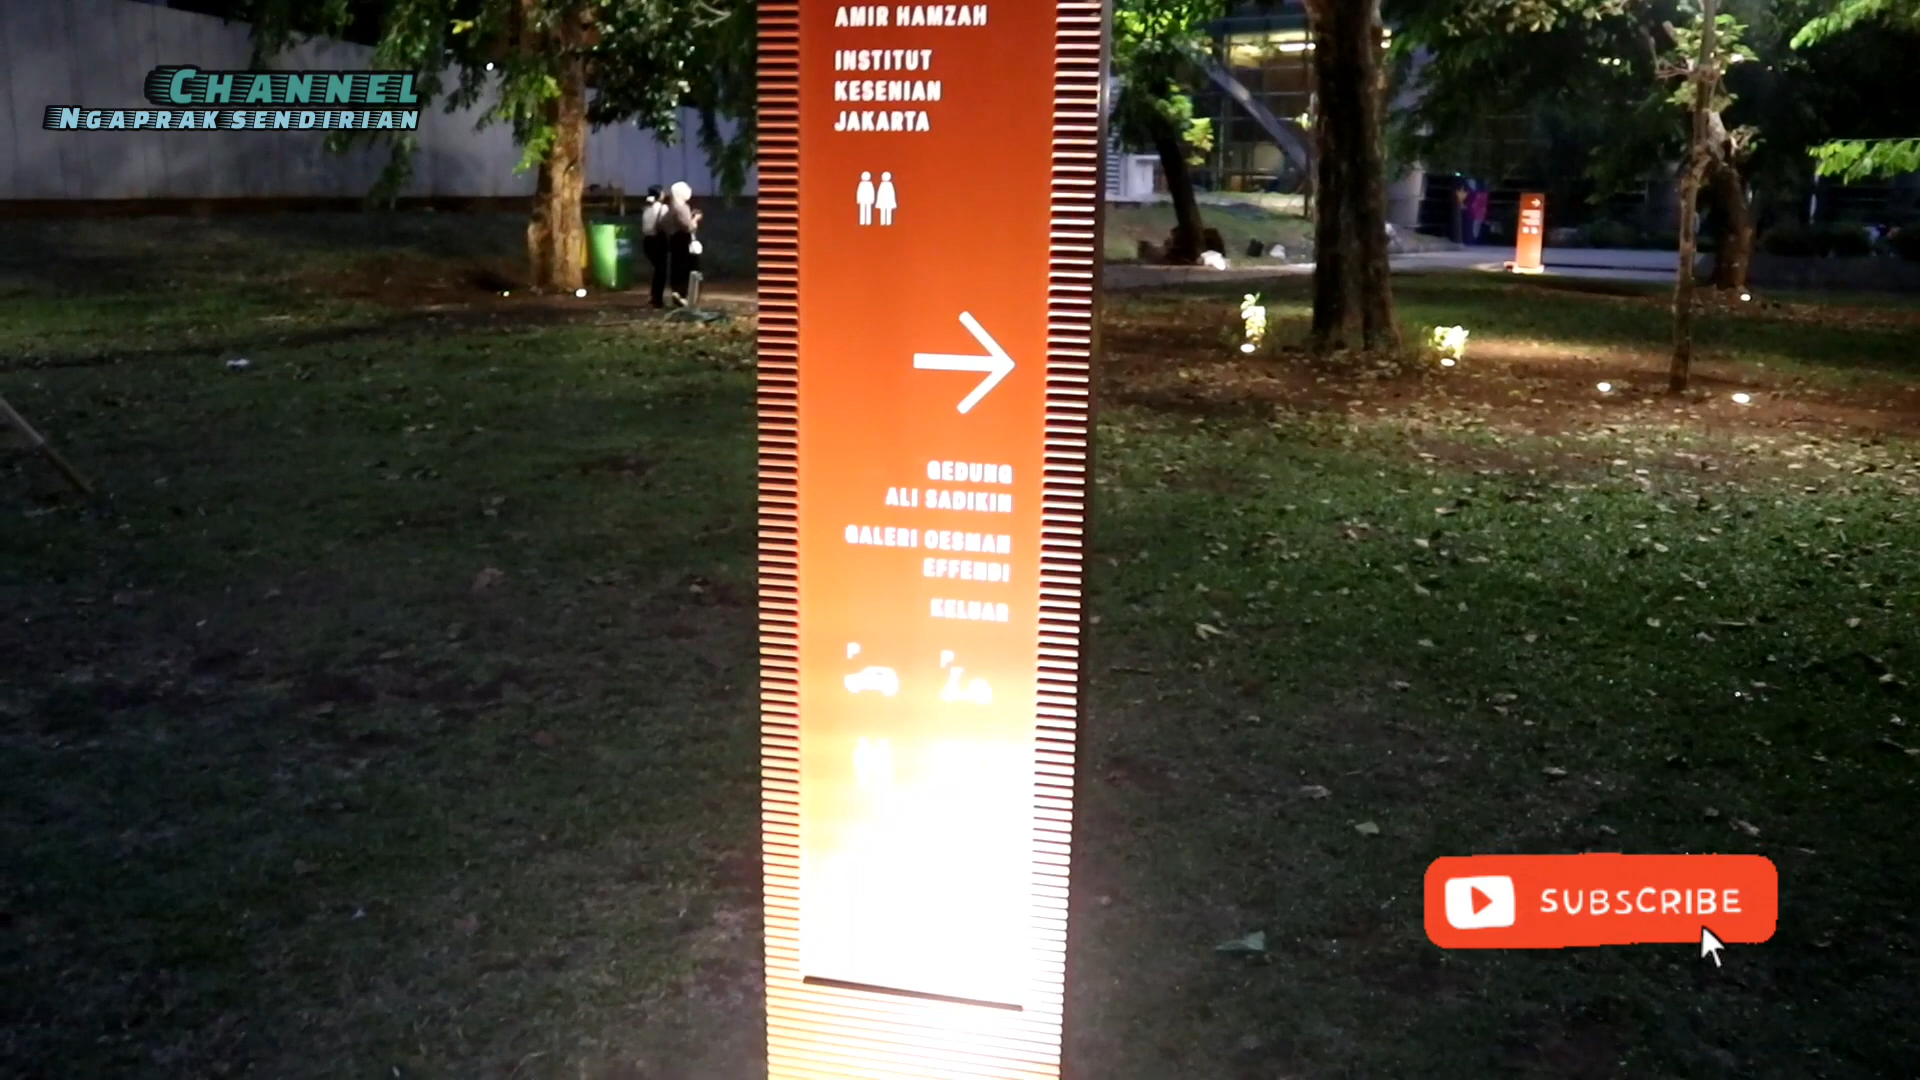 CHANNEL
NGAPRAK SENDIRIAN
AMIR HAMZAH
INSTITUT
KESENIAN
JAKARTA
GEDUNG
ALI SADIKIN
GALERI OESMAN
EFFENDI
KELUAR
P P
SUBSCRIBE